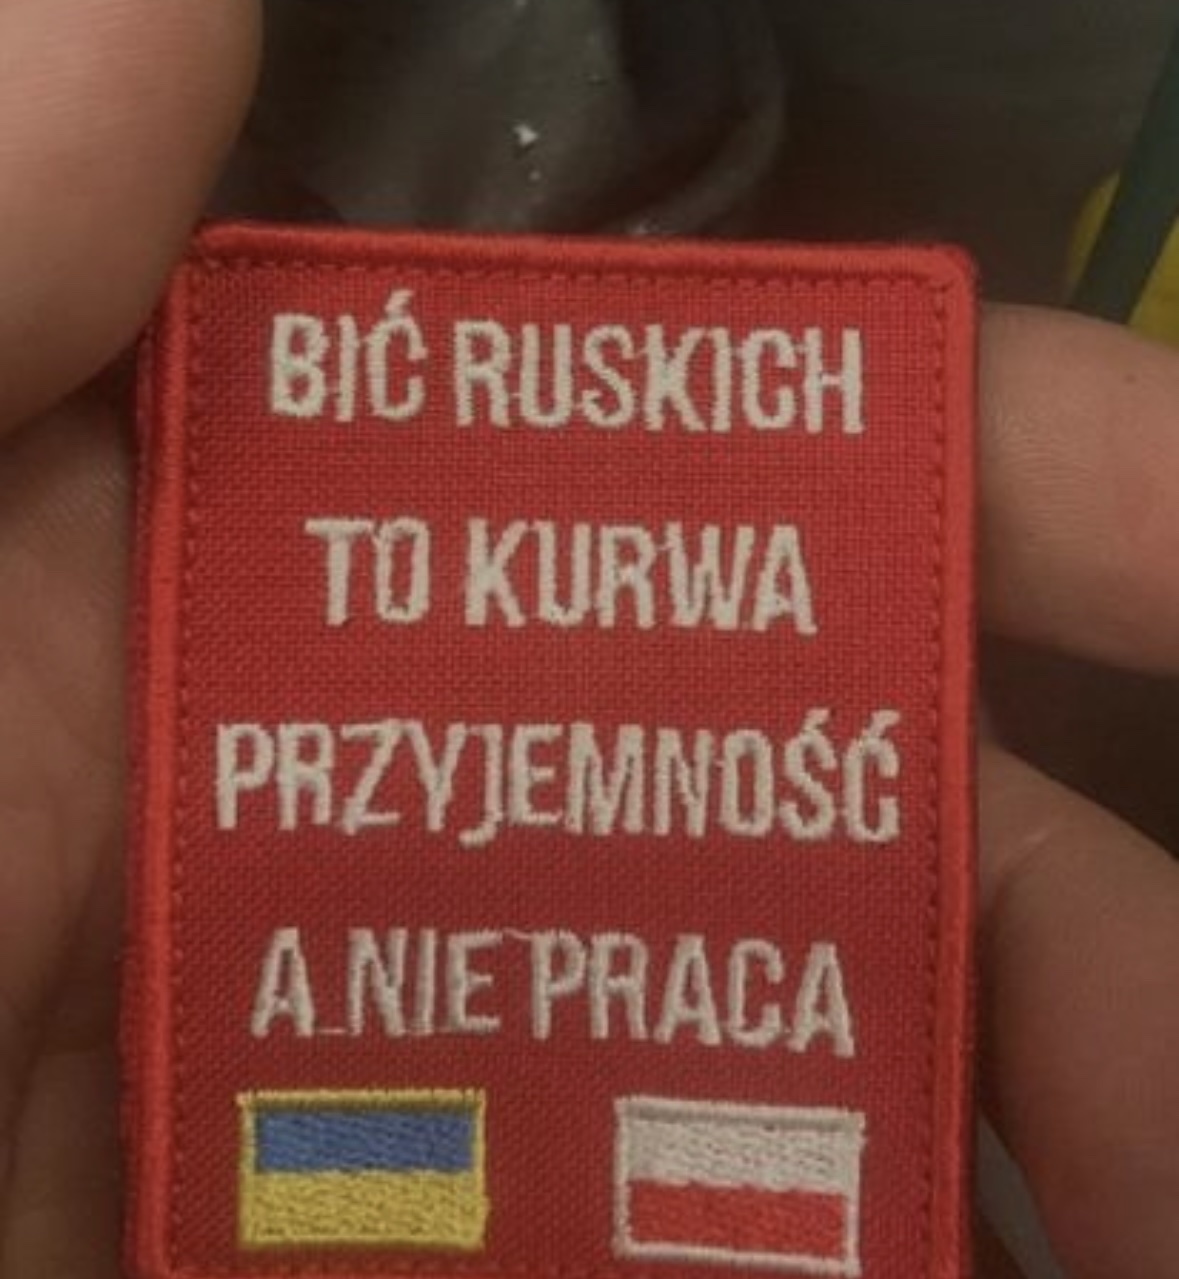 BIĆ RUSKICH
TO KURWA
PRZYJEMNOŚĆ
A NIE PRACA